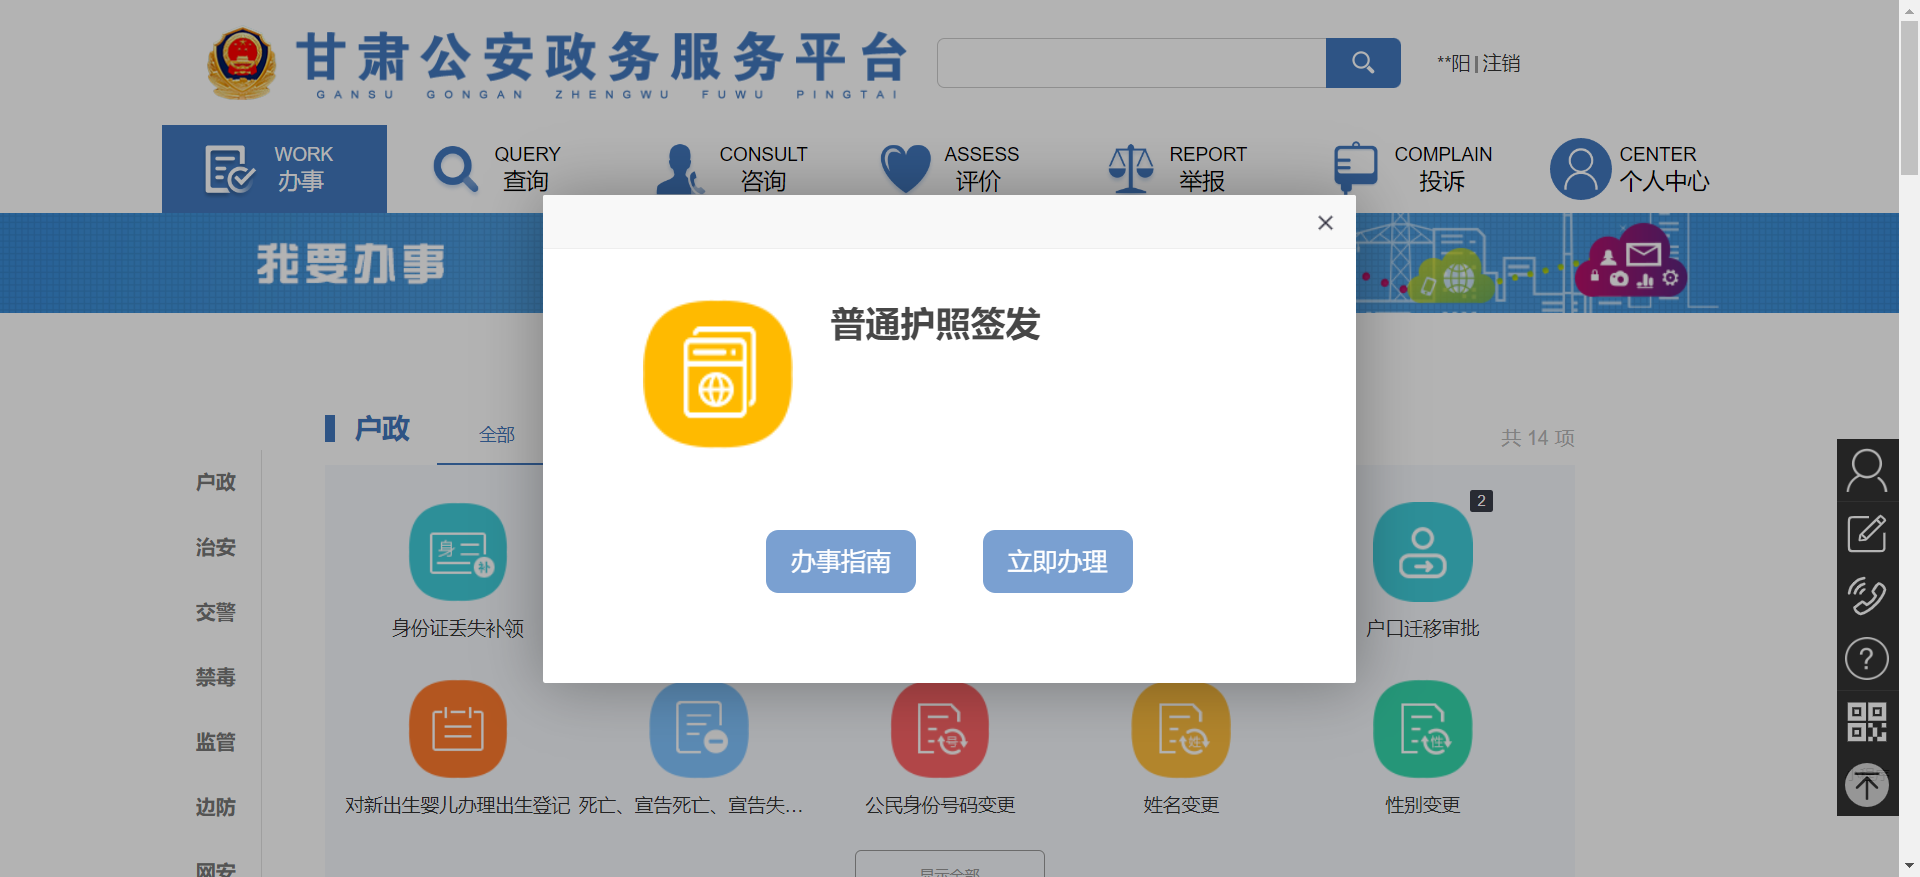 甘肃公安政务服务平台
GANSU GONGAN ZHENGWU FUWU PINGTAI
**阳 | 注销
WORK
办事
QUERY
查询
CONSULT
咨询
ASSESS
评价
REPORT
举报
COMPLAIN
投诉
CENTER
个人中心
我要办事
普通护照签发
办事指南
立即办理
户政
全部
共 14 项
户政
治安
交警
禁毒
监管
边防
网安
身
补
身份证丢失补领
2
户口迁移审批
对新出生婴儿办理出生登记
死亡、宣告死亡、宣告失...
号
公民身份号码变更
姓
姓名变更
性
性别变更
显示全部